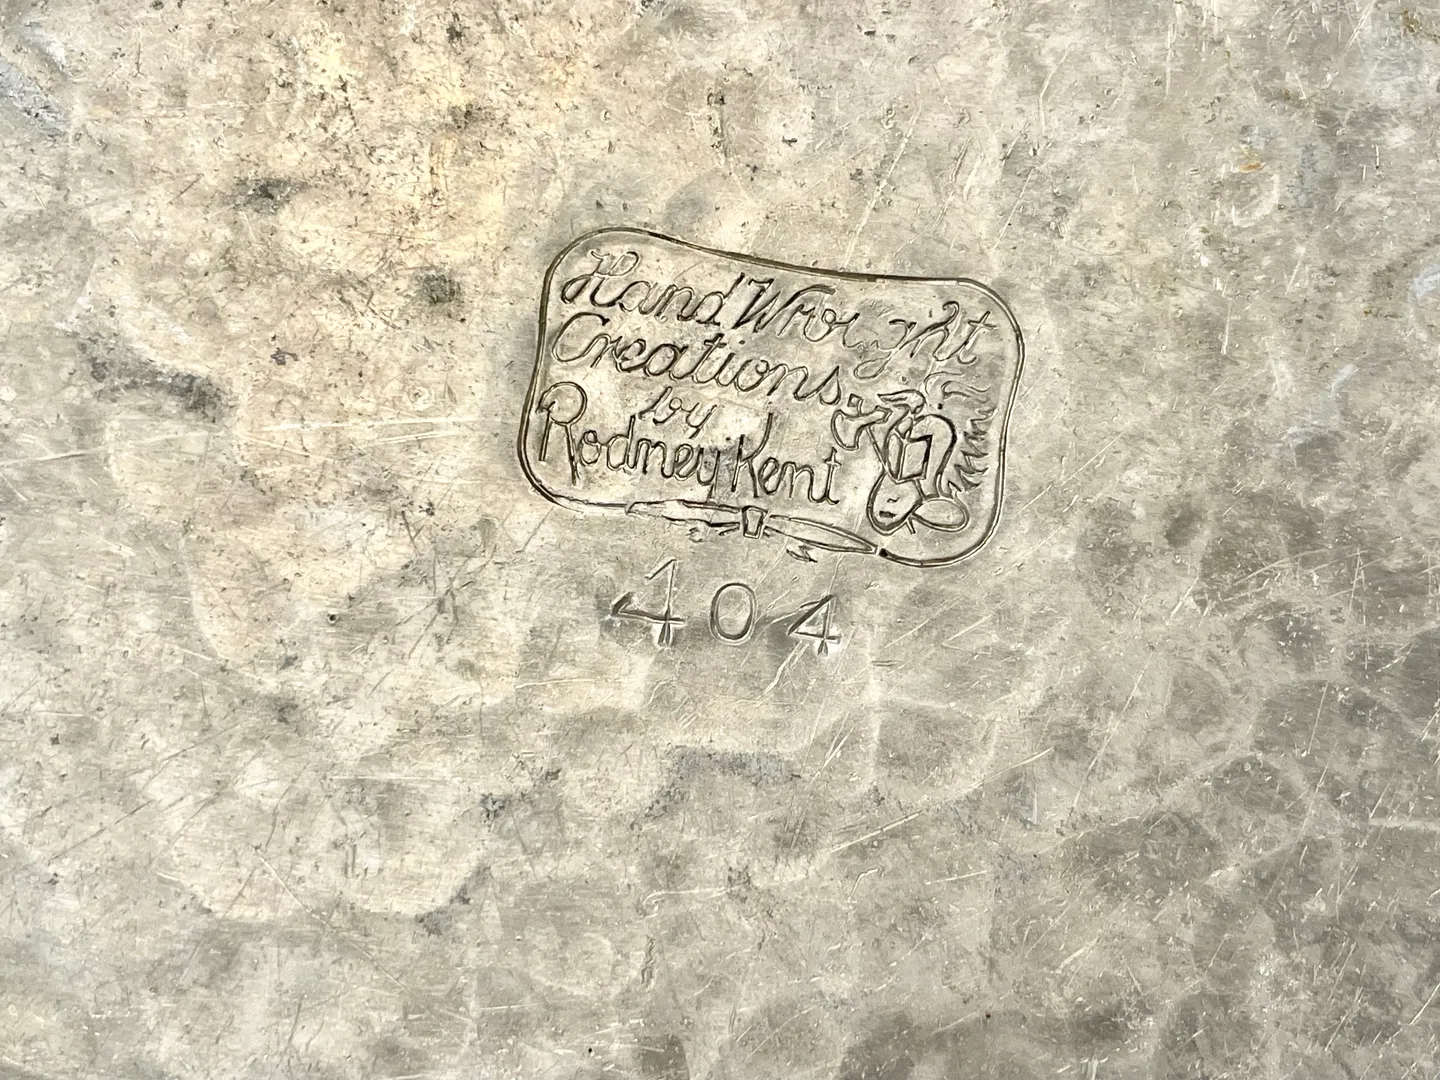 Hand Wrought
Creations
by
Rodney Kent
404